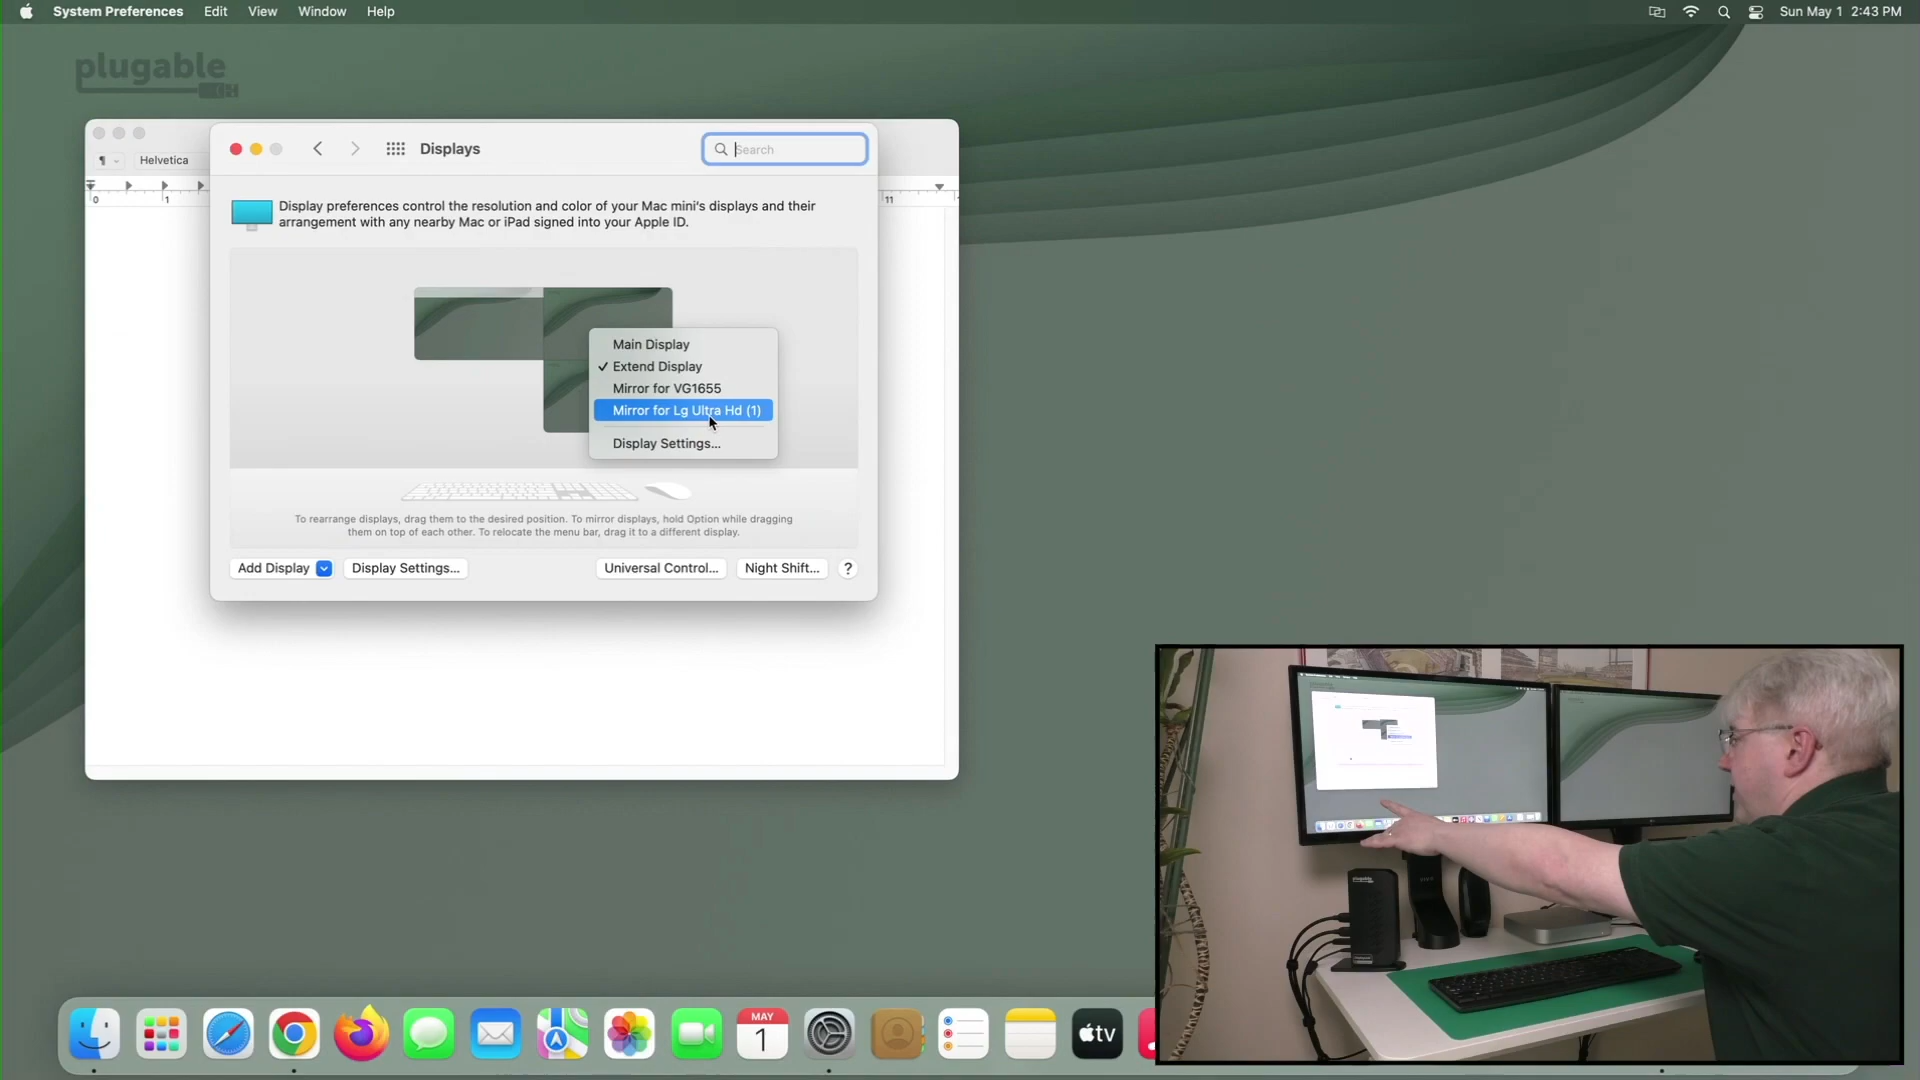 System Preferences Edit View Window Help
Sun May 1 2:43 PM
plugable
Displays
Search
¶ Helvetica
0 1 11
Display preferences control the resolution and color of your Mac mini's displays and their
arrangement with any nearby Mac or iPad signed into your Apple ID.
Main Display
✓ Extend Display
Mirror for VG1655
Mirror for Lg Ultra Hd (1)
Display Settings...
To rearrange displays, drag them to the desired position. To mirror displays, hold Option while dragging
them on top of each other. To relocate the menu bar, drag it to a different display.
Add Display
Display Settings...
Universal Control...
Night Shift...
?
plugable
MAY
1
tv